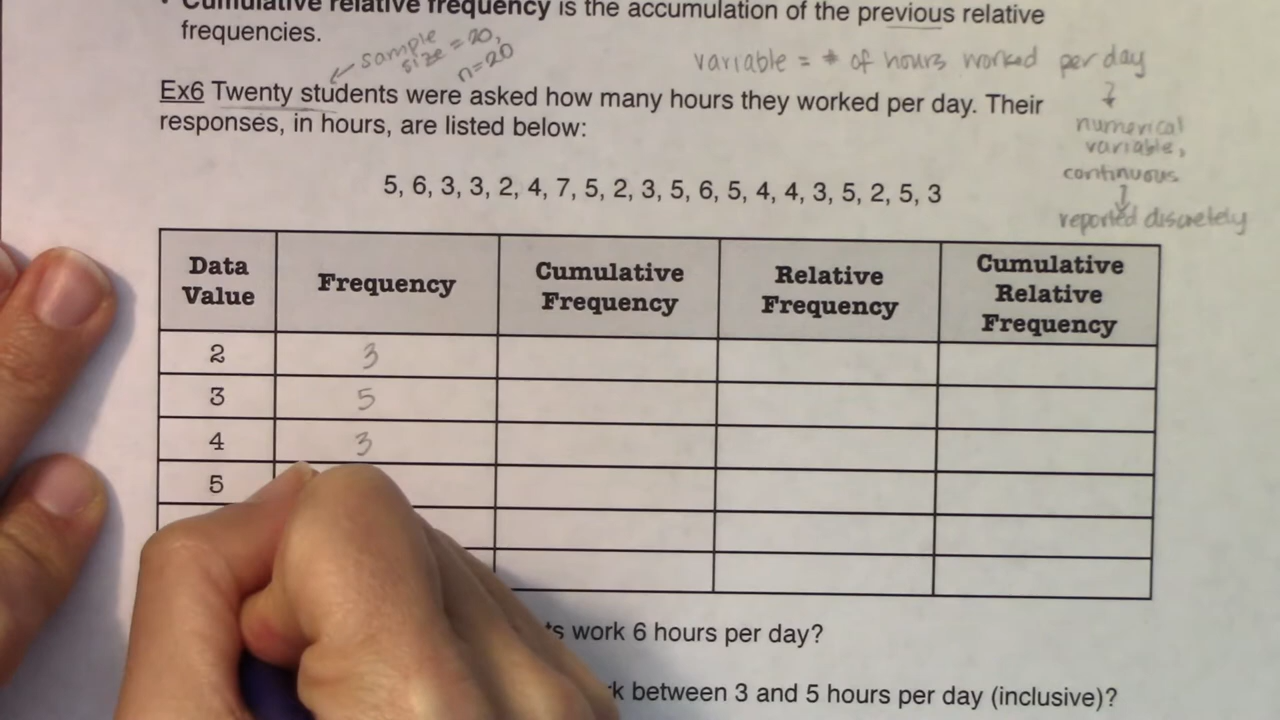 • Cumulative relative frequency is the accumulation of the previous relative
frequencies.
sample
size = 20,
n=20
variable = # of hours worked per day
Ex6 Twenty students were asked how many hours they worked per day. Their
responses, in hours, are listed below:
numerical
variable,
continuous
reported discretely
5, 6, 3, 3, 2, 4, 7, 5, 2, 3, 5, 6, 5, 4, 4, 3, 5, 2, 5, 3
Data Value | Frequency | Cumulative Frequency | Relative Frequency | Cumulative Relative Frequency
2 | 3
3 | 5
4 | 3
5
work 6 hours per day?
between 3 and 5 hours per day (inclusive)?